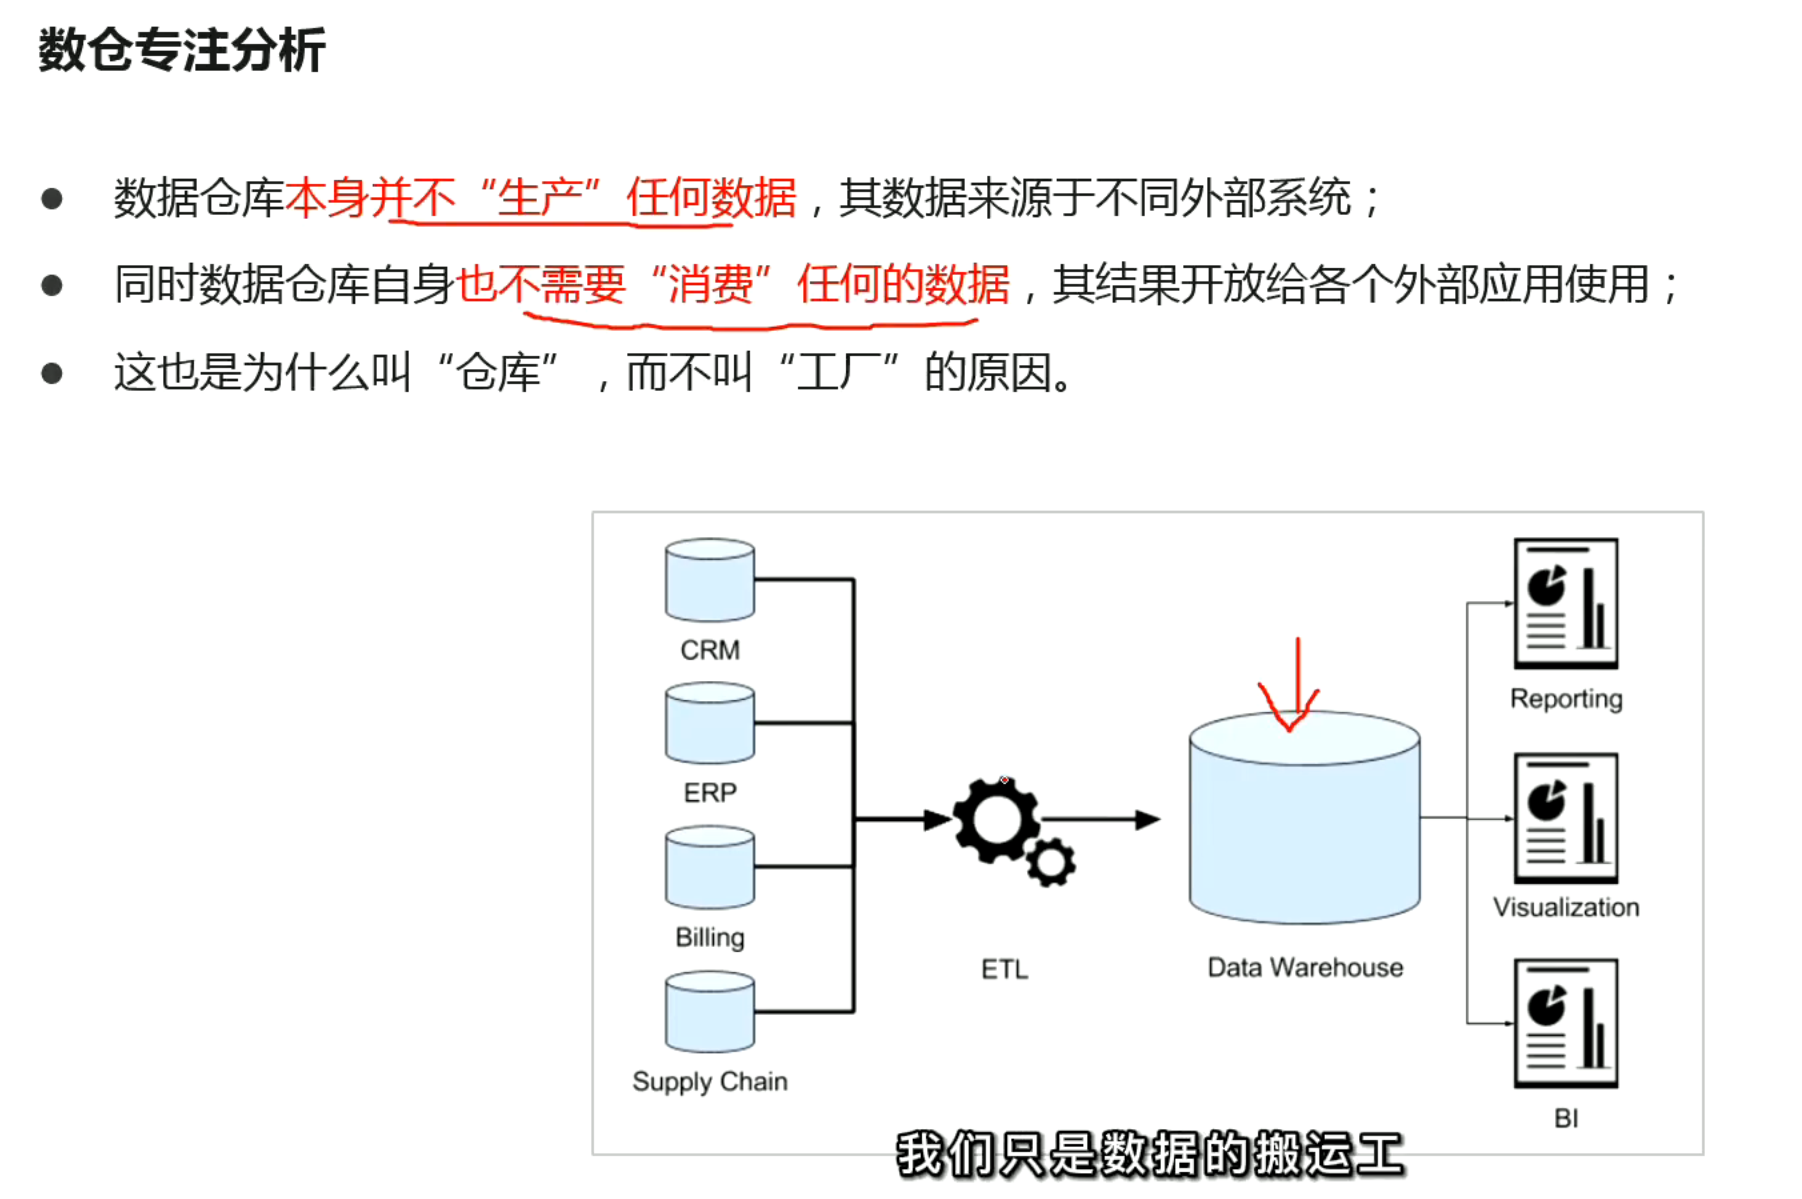 数仓专注分析
数据仓库本身并不“生产”任何数据，其数据来源于不同外部系统；
同时数据仓库自身也不需要“消费”任何的数据，其结果开放给各个外部应用使用；
这也是为什么叫“仓库”，而不叫“工厂”的原因。
CRM
ERP
Billing
Supply Chain
ETL
Data Warehouse
Reporting
Visualization
BI
我们只是数据的搬运工